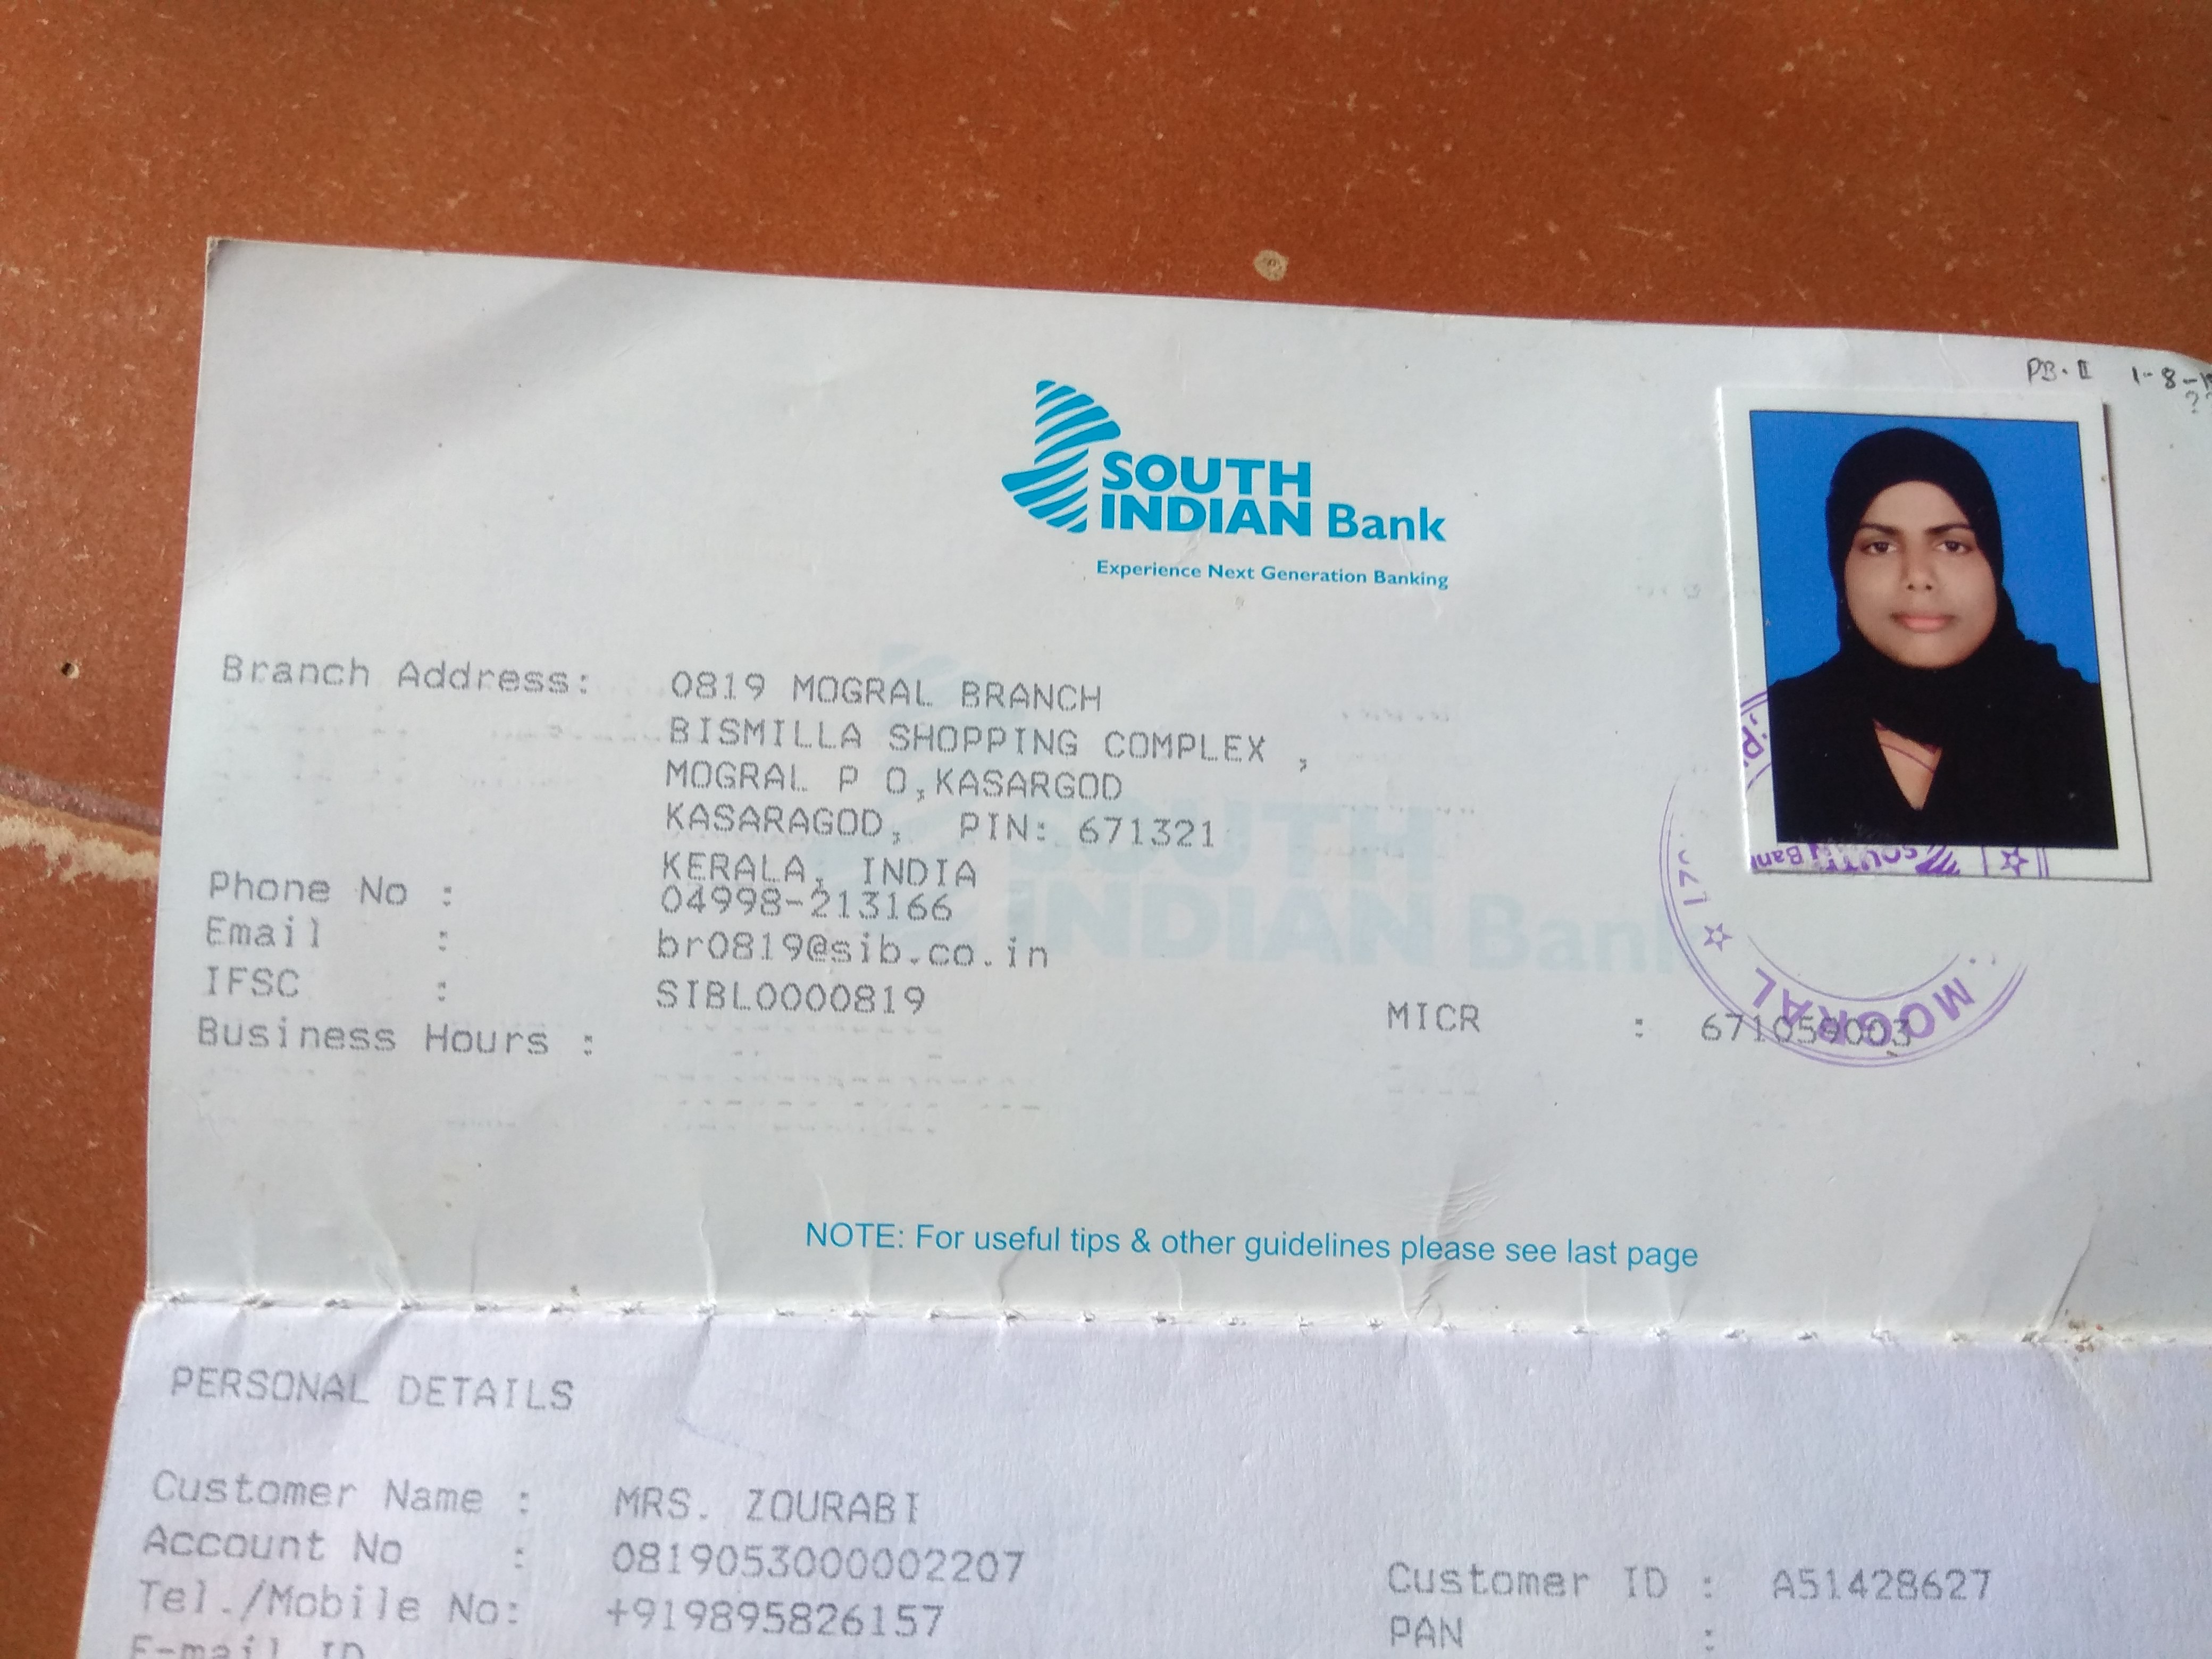 PB.II 1-8-1
SOUTH
INDIAN Bank
Experience Next Generation Banking
Branch Address: 0819 MOGRAL BRANCH
BISMILLA SHOPPING COMPLEX ,
MOGRAL P O,KASARGOD
KASARAGOD, PIN: 671321
KERALA, INDIA
Phone No : 04998-213166
Email : br0819@sib.co.in
IFSC : SIBL0000819
MICR : 671059003
Business Hours :
MOGRAL
SOUTH
Bank
NOTE: For useful tips & other guidelines please see last page
PERSONAL DETAILS
Customer Name : MRS. ZOURABI
Account No : 0819053000002207
Customer ID : A51428627
Tel./Mobile No: +919895826157
PAN :
E-mail ID